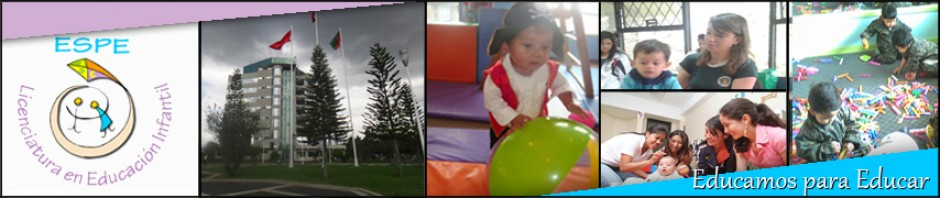 ESPE
Licenciatura en Educación Infantil
Educamos para Educar